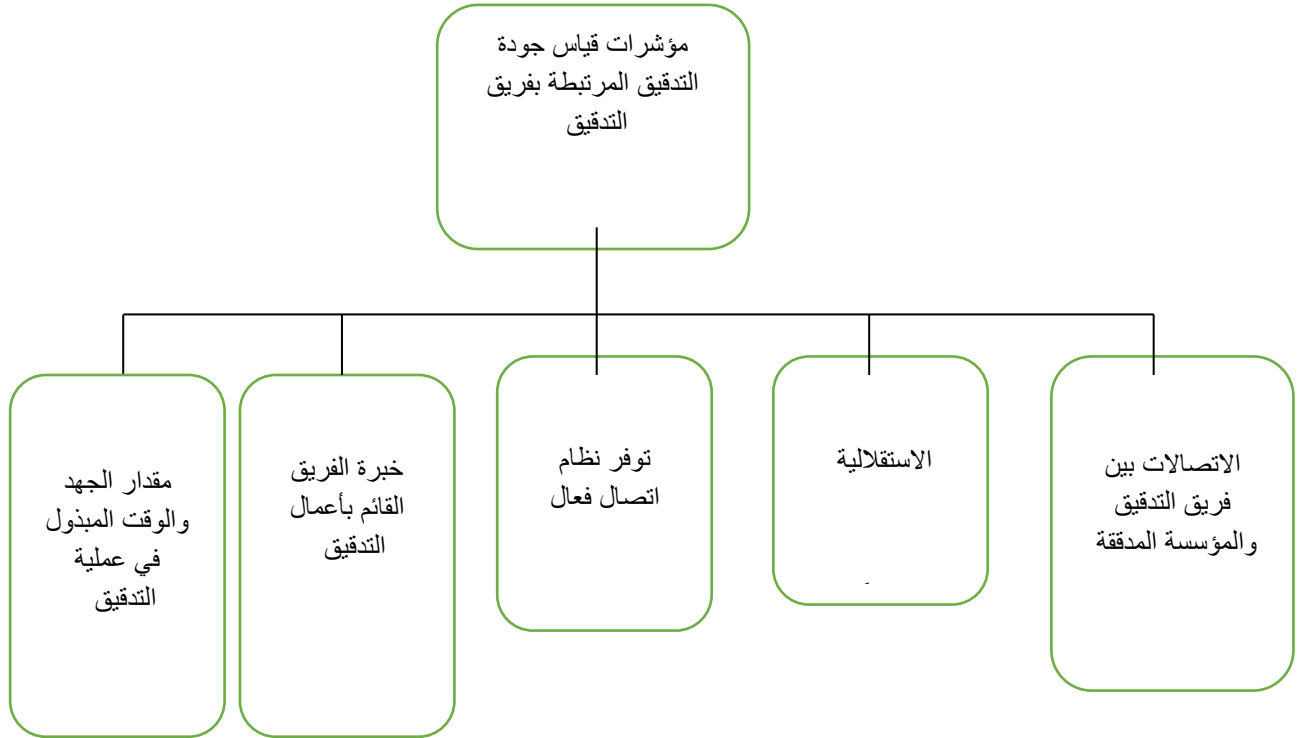 مؤشرات قياس جودة
التدقيق المرتبطة بفريق
التدقيق
الاتصالات بين
فريق التدقيق
والمؤسسة المدققة
الاستقلالية
توفر نظام
اتصال فعال
خبرة الفريق
القائم بأعمال
التدقيق
مقدار الجهد
والوقت المبذول
في عملية
التدقيق